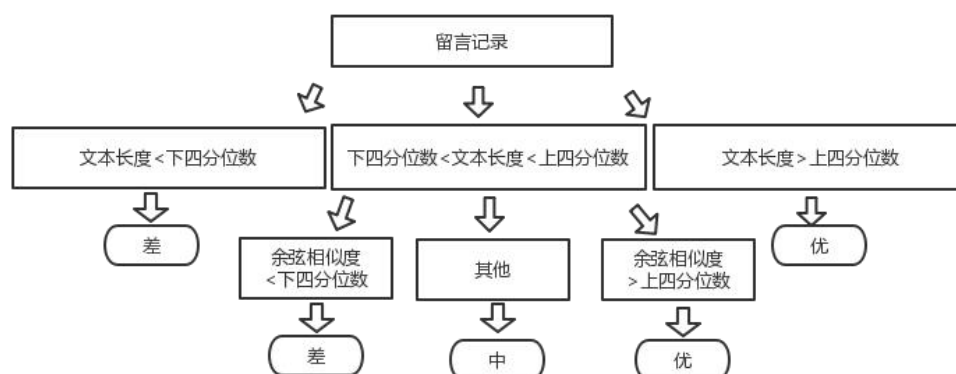 留言记录
文本长度<下四分位数
下四分位数<文本长度<上四分位数
文本长度>上四分位数
差
优
余弦相似度
<下四分位数
其他
余弦相似度
>上四分位数
差
中
优